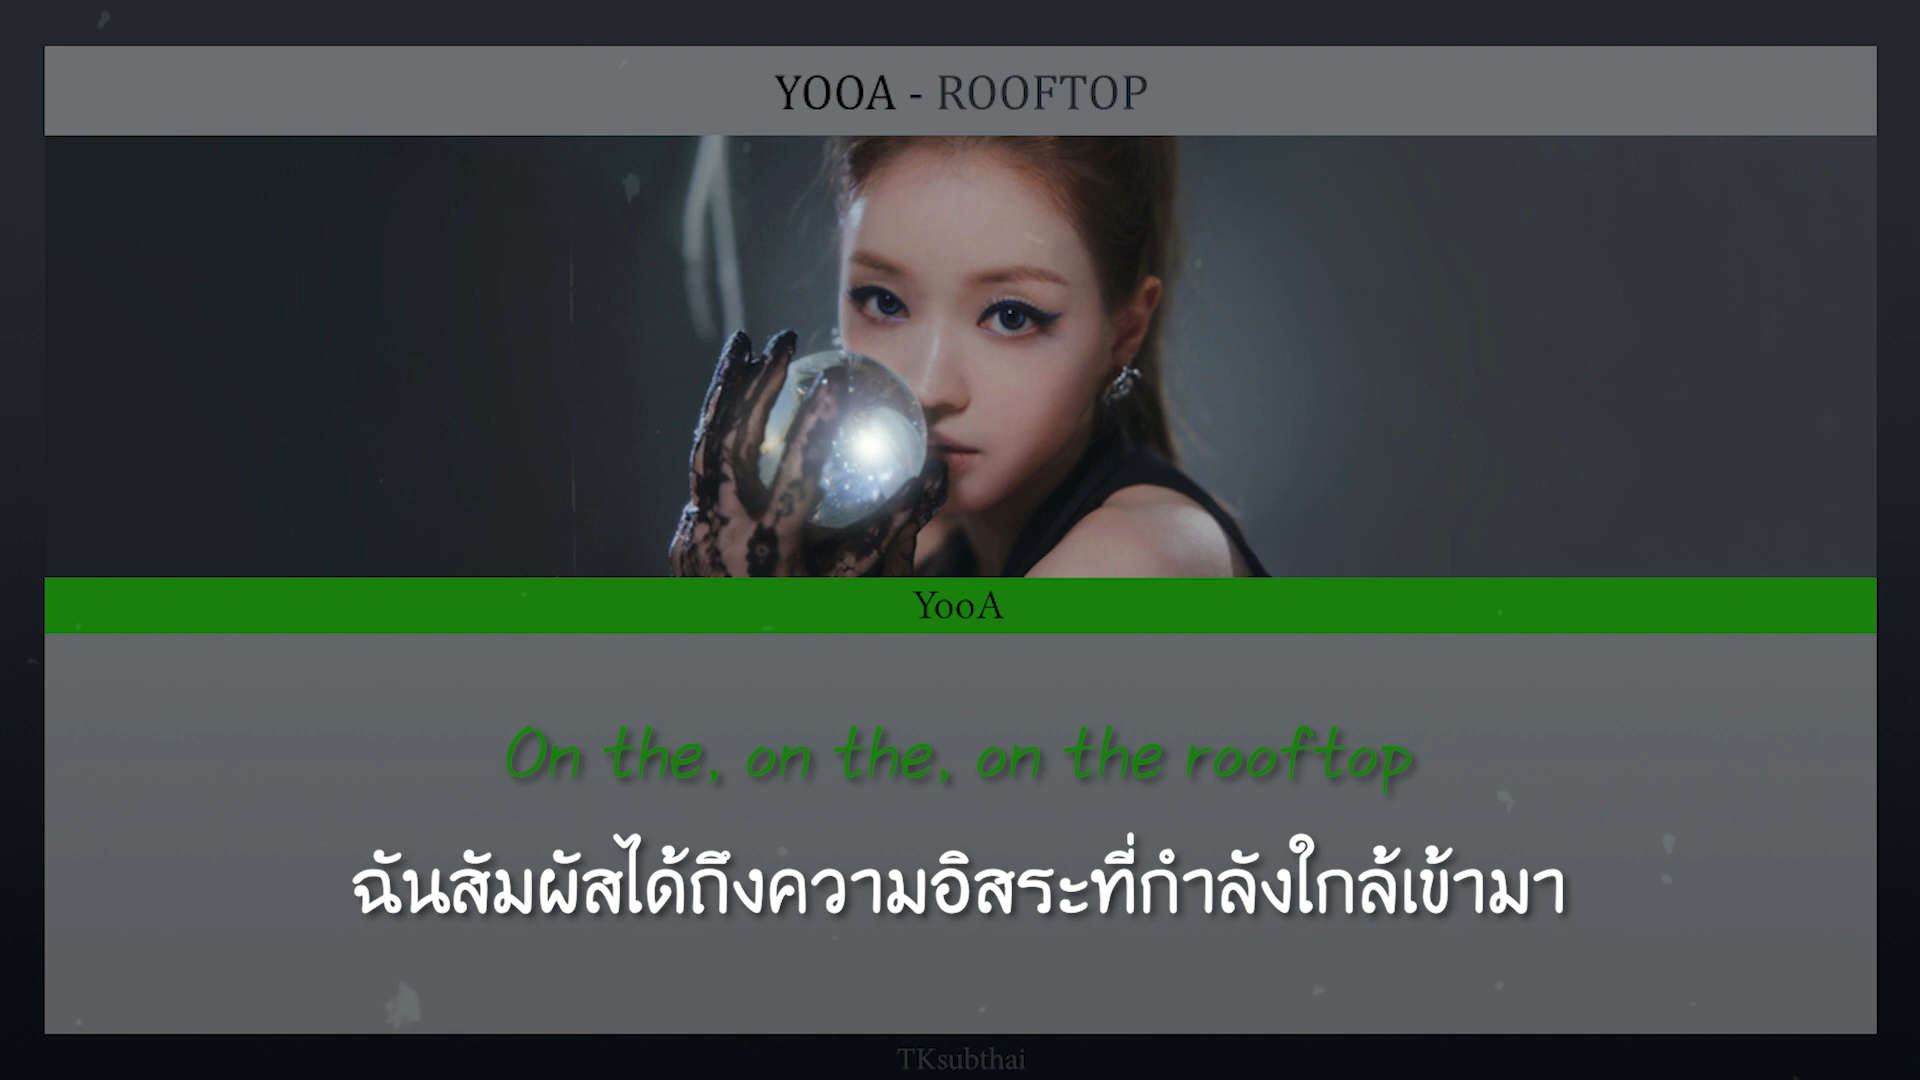 YOOA - ROOFTOP
YooA
On the, on the, on the rooftop
ฉันสัมผัสได้ถึงความอิสระที่กำลังใกล้เข้ามา
TKsubthai